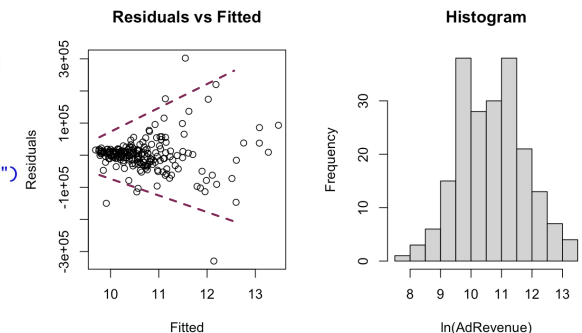 Residuals vs Fitted
Residuals
3e+05
1e+05
-1e+05
-3e+05
10 11 12 13
Fitted
")
Histogram
Frequency
30
20
10
0
8 9 10 11 12 13
ln(AdRevenue)